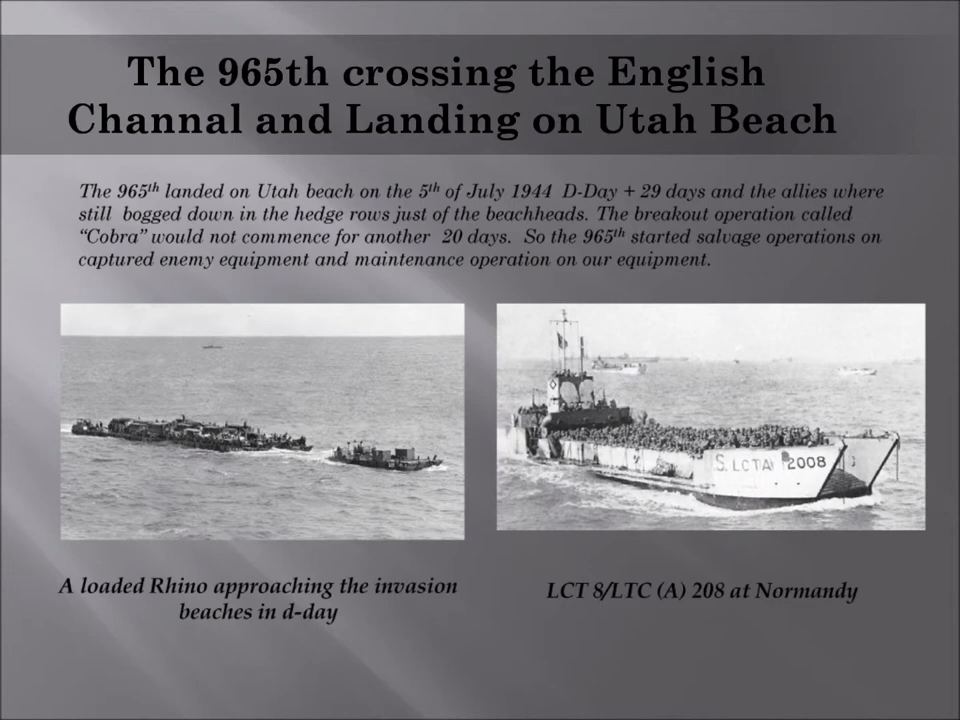 The 965th crossing the English
Channal and Landing on Utah Beach
The 965th landed on Utah beach on the 5th of July 1944 D-Day + 29 days and the allies where
still bogged down in the hedge rows just of the beachheads. The breakout operation called
“Cobra” would not commence for another 20 days. So the 965th started salvage operations on
captured enemy equipment and maintenance operation on our equipment.
S. LCTA 2008
A loaded Rhino approaching the invasion
beaches in d-day
LCT 8/LTC (A) 208 at Normandy